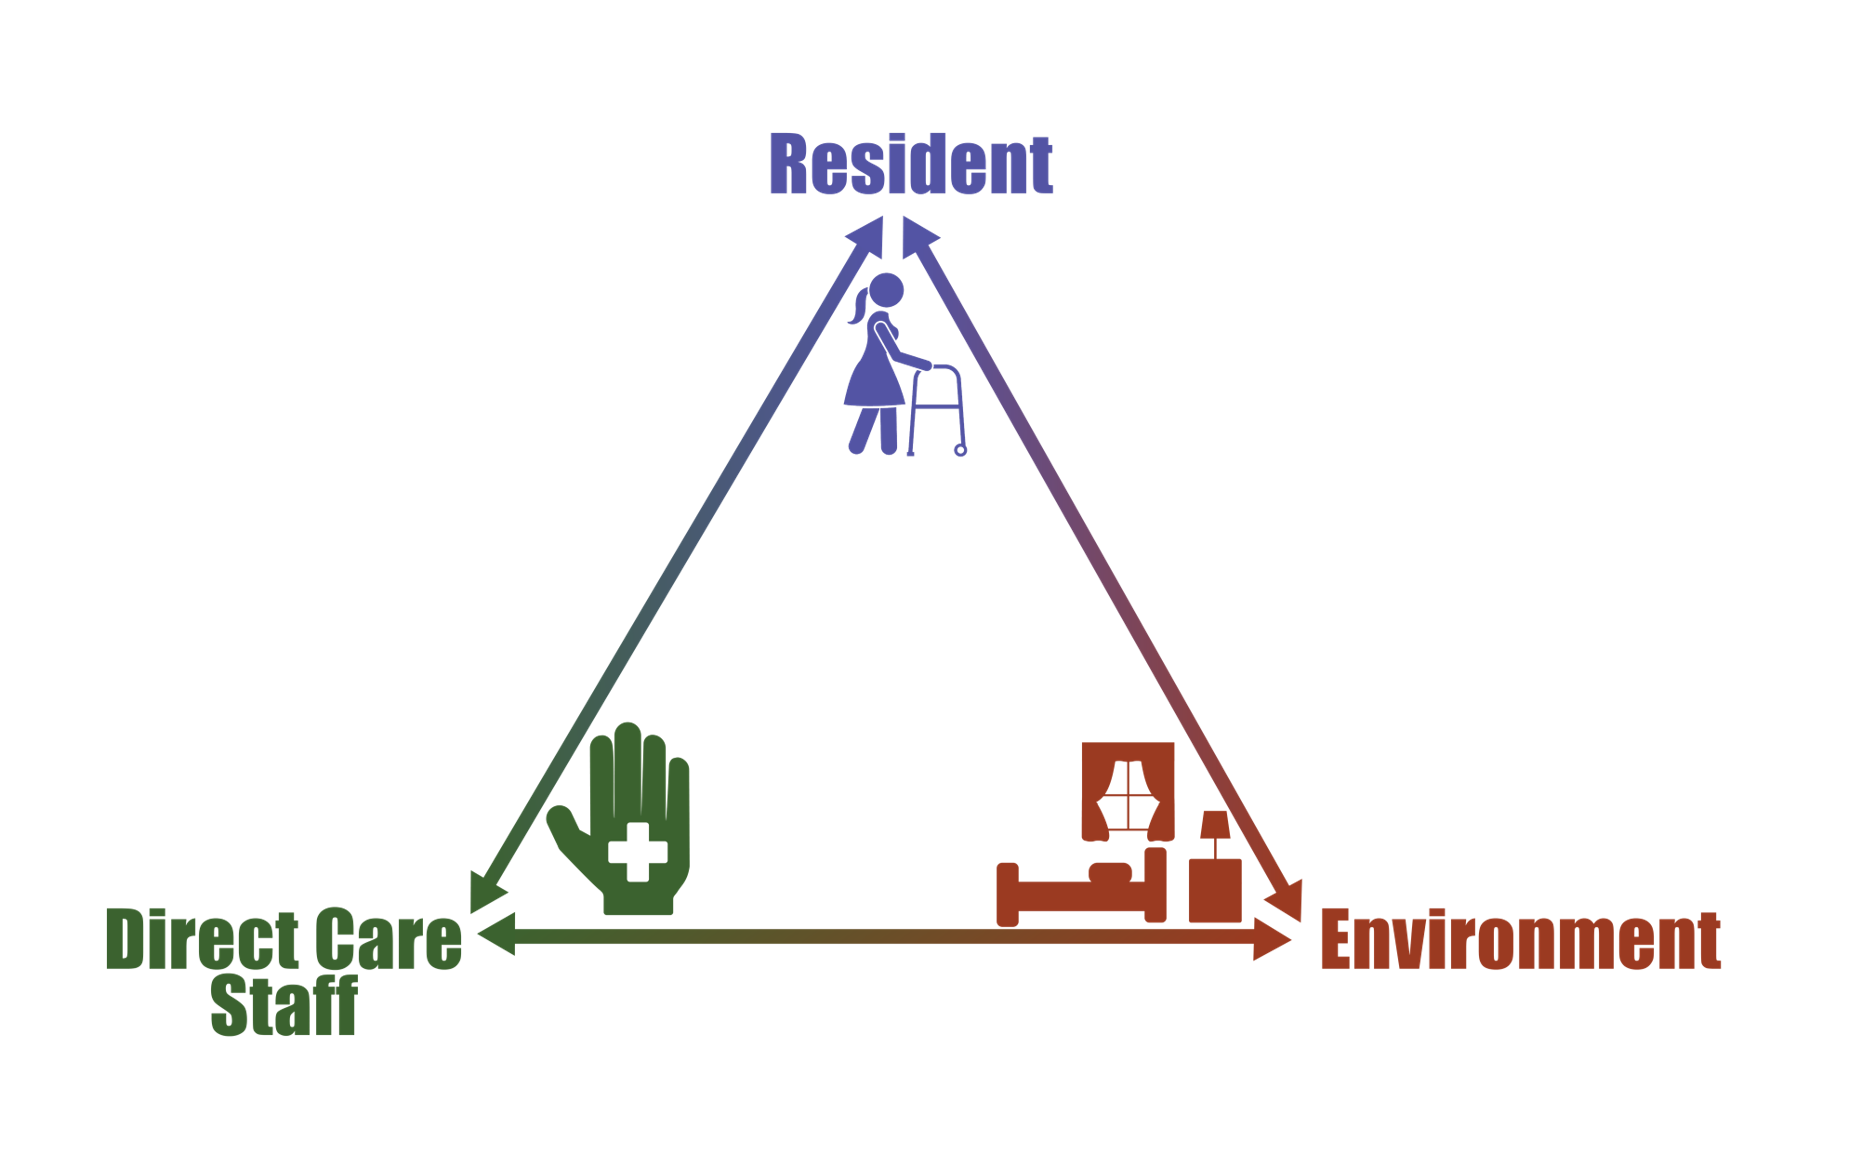 Resident
Direct Care
Staff
Environment